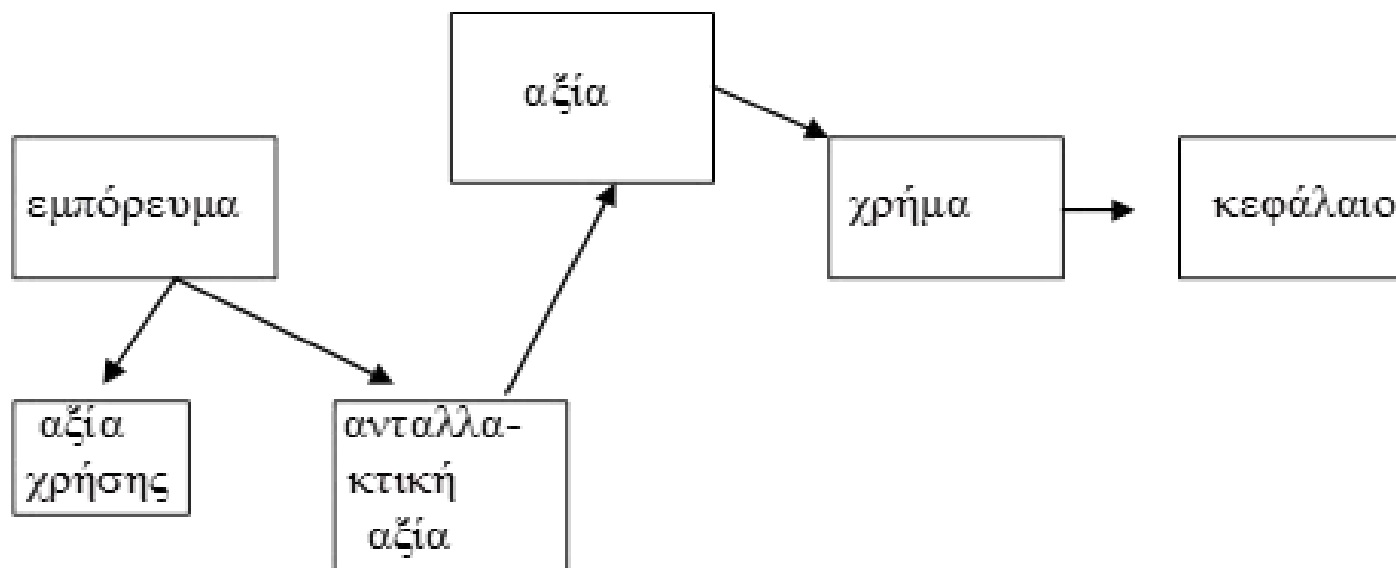 αξία
εμπόρευμα
χρήμα
κεφάλαιο
αξία
χρήσης
ανταλλα-
κτική
αξία